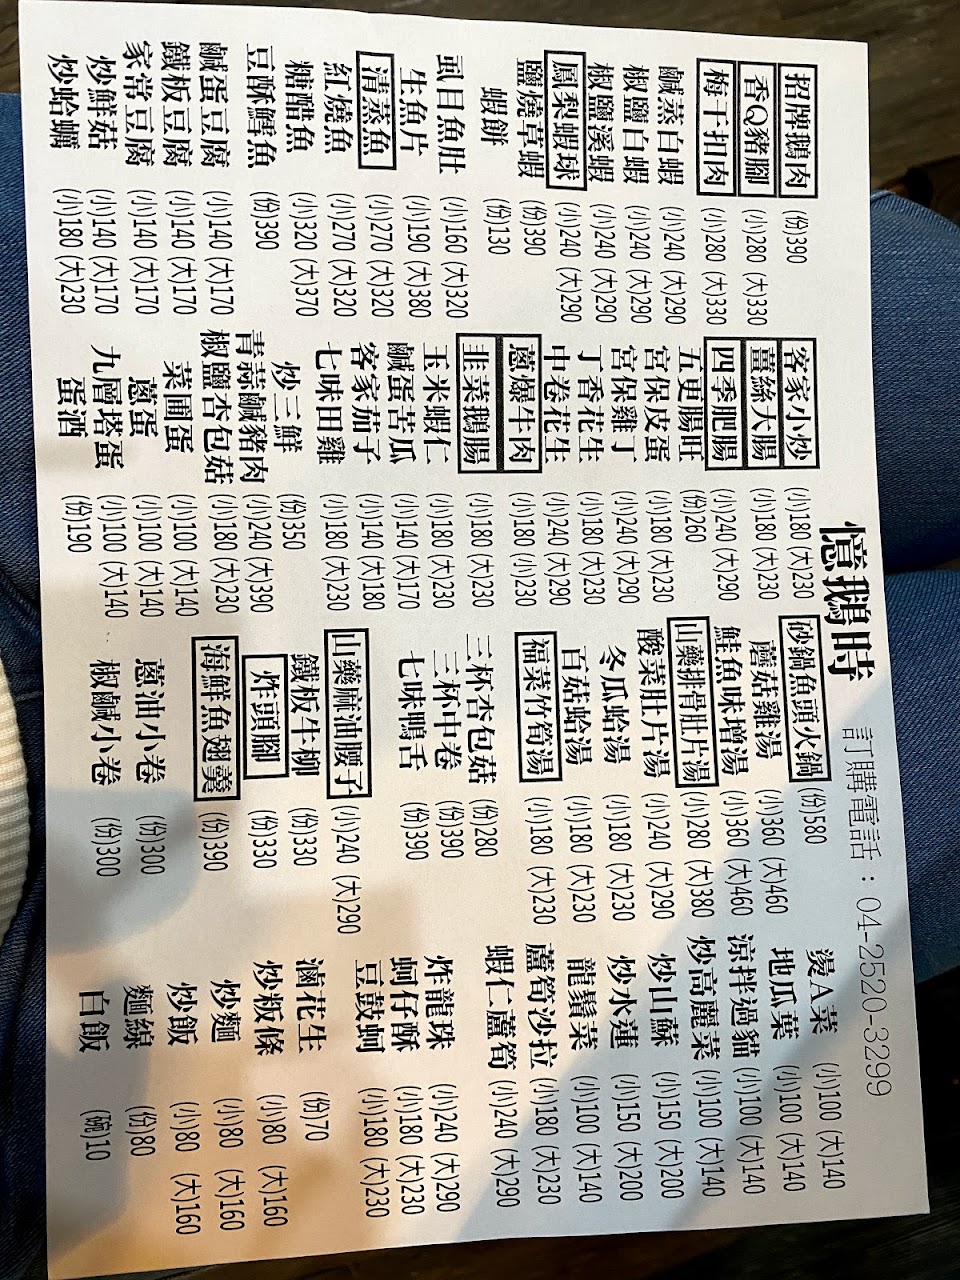 憶鵝時 訂購電話：04-2520-3299
招牌鵝肉 (份)390
香Q豬腳 (小)280 (大)330
梅干扣肉 (小)280 (大)330
鹹蒸白蝦 (小)240 (大)290
椒鹽白蝦 (小)240 (大)290
椒鹽溪蝦 (小)240 (大)290
鳳梨蝦球 (小)240 (大)290
鹽燒草蝦 (份)390
蝦餅 (份)130
虱目魚肚 (小)160 (大)320
生魚片 (小)190 (大)380
清蒸魚 (小)270 (大)320
紅燒魚 (小)270 (大)320
糖醋魚 (小)320 (大)370
豆酥鱈魚 (份)390
鹹蛋豆腐 (小)140 (大)170
鐵板豆腐 (小)140 (大)170
家常豆腐 (小)140 (大)170
炒鮮菇 (小)140 (大)170
炒蛤蠣 (小)180 (大)230
客家小炒 (小)180 (大)230
薑絲大腸 (小)180 (大)230
四季肥腸 (小)240 (大)290
五更腸旺 (份)260
宮保皮蛋 (小)180 (大)230
宮保雞丁 (小)240 (大)290
丁香花生 (小)180 (大)230
中卷花生 (小)240 (大)290
蔥爆牛肉 (小)180 (小)230
韭菜鵝腸 (小)180 (大)230
玉米蝦仁 (小)180 (大)230
鹹蛋苦瓜 (小)140 (大)170
客家茄子 (小)140 (大)180
七味田雞 (小)180 (大)230
炒三鮮 (份)350
青蒜鹹豬肉 (小)240 (大)390
椒鹽杏包菇 (小)180 (大)230
菜圃蛋 (小)100 (大)140
蔥蛋 (小)100 (大)140
九層塔蛋 (小)100 (大)140
蛋酒 (份)190
砂鍋魚頭火鍋 (份)580
蘑菇雞湯 (小)360 (大)460
鮭魚味增湯 (小)360 (大)460
山藥排骨肚片湯 (小)280 (大)380
酸菜肚片湯 (小)240 (大)290
冬瓜蛤湯 (小)180 (大)230
百菇蛤湯 (小)180 (大)230
福菜竹筍湯 (小)180 (大)230
三杯杏包菇 (份)280
三杯中卷 (份)390
七味鴨舌 (份)390
山藥麻油腰子 (小)240 (大)290
鐵板牛柳 (份)330
炸頭腳 (份)330
海鮮魚翅羹 (份)390
蔥油小卷 (份)300
椒鹹小卷 (份)300
燙A菜 (小)100 (大)140
地瓜葉 (小)100 (大)140
涼拌過貓 (小)100 (大)140
炒高麗菜 (小)100 (大)140
炒山蘇 (小)150 (大)200
炒水蓮 (小)150 (大)200
龍鬚菜 (小)100 (大)140
蘆筍沙拉 (小)180 (大)230
蝦仁蘆筍 (小)240 (大)290
炸龍珠 (小)240 (大)290
蚵仔酥 (小)180 (大)230
豆鼓蚵 (小)180 (大)230
滷花生 (份)70
炒粄條 (小)80 (大)160
炒麵 (小)80 (大)160
炒飯 (小)80 (大)160
麵線 (份)80
白飯 (碗)10